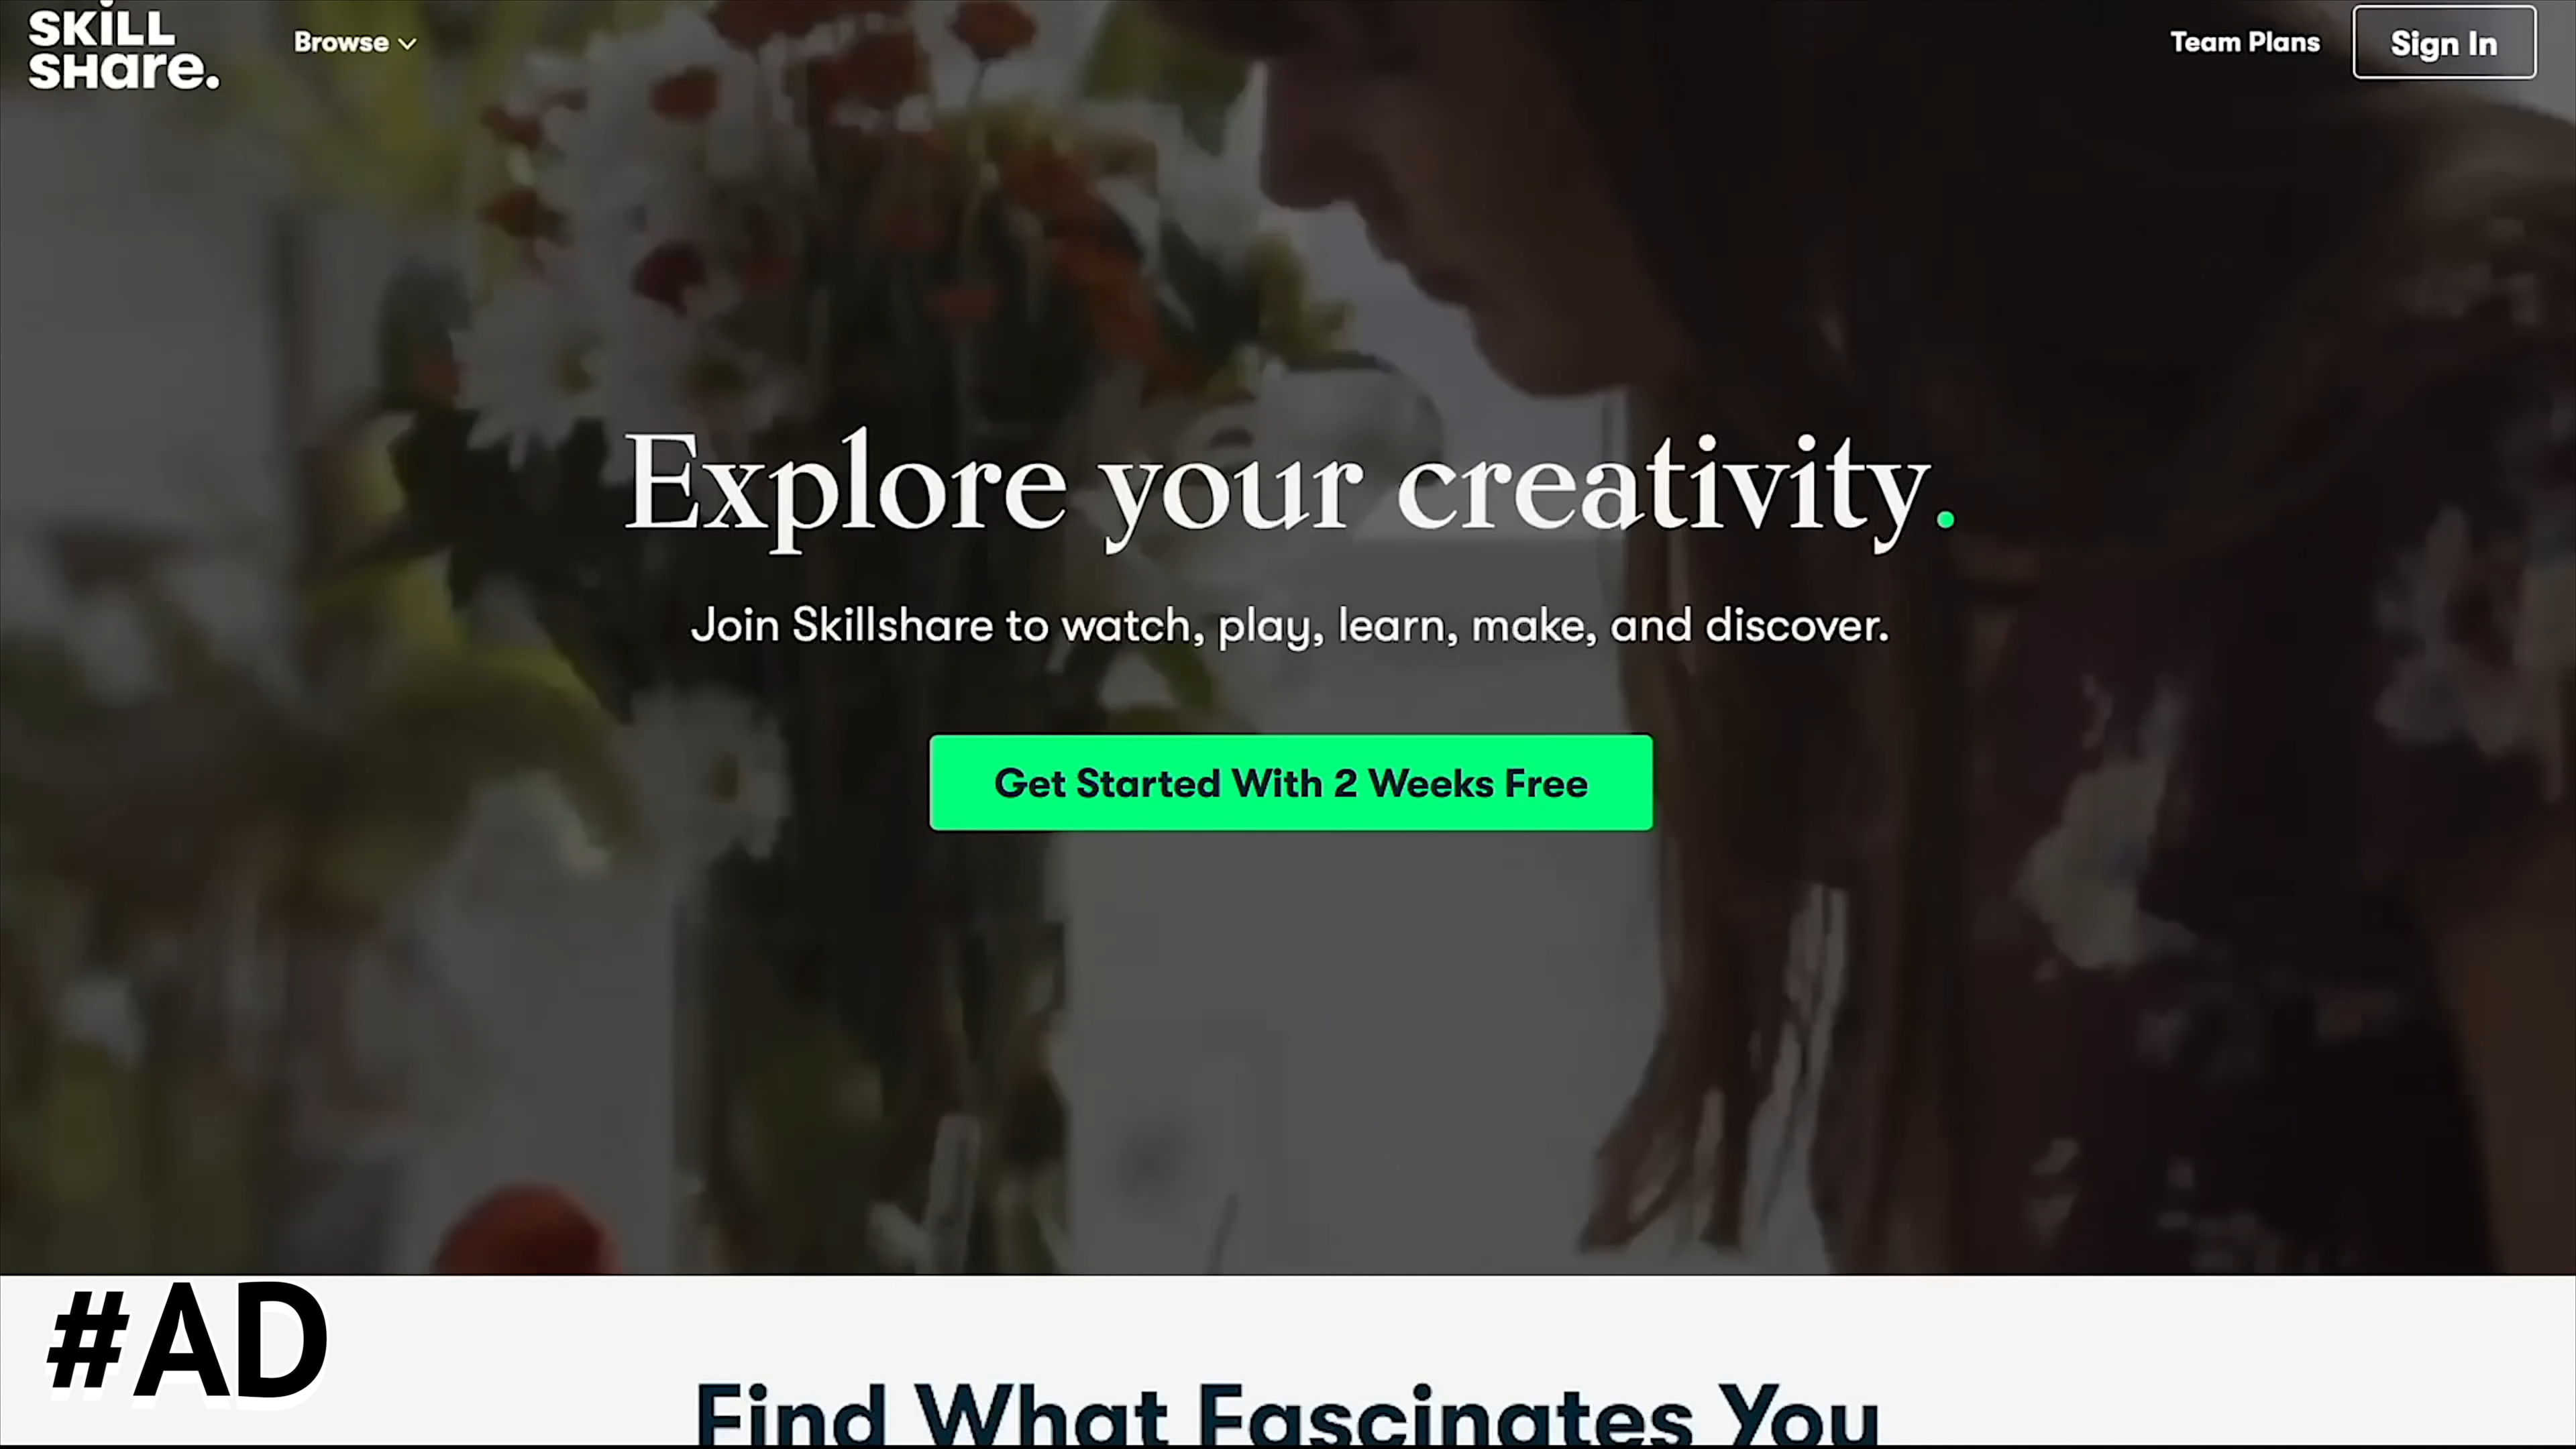 SKiLL
SHare.
Browse
Team Plans
Sign In
Explore your creativity.
Join Skillshare to watch, play, learn, make, and discover.
Get Started With 2 Weeks Free
#AD
Find What Fascinates You